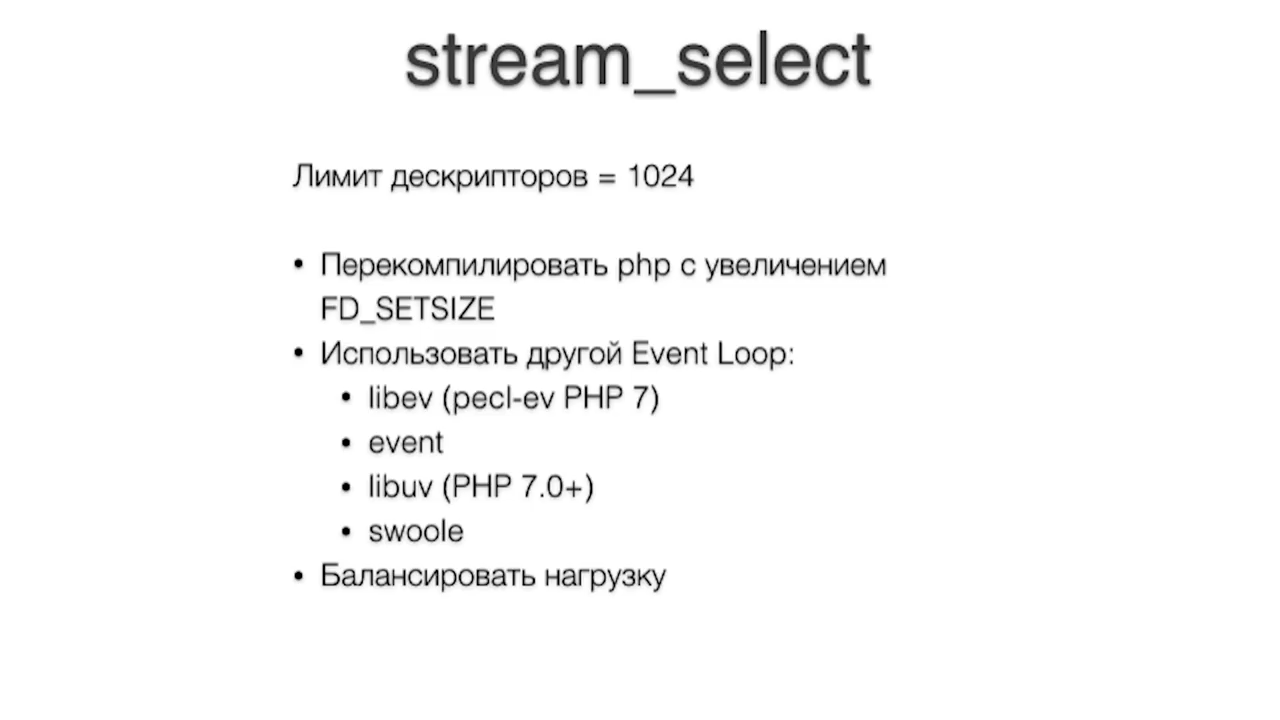 stream_select
Лимит дескрипторов = 1024
• Перекомпилировать php с увеличением
FD_SETSIZE
• Использовать другой Event Loop:
• libev (pecl-ev PHP 7)
• event
• libuv (PHP 7.0+)
• swoole
• Балансировать нагрузку